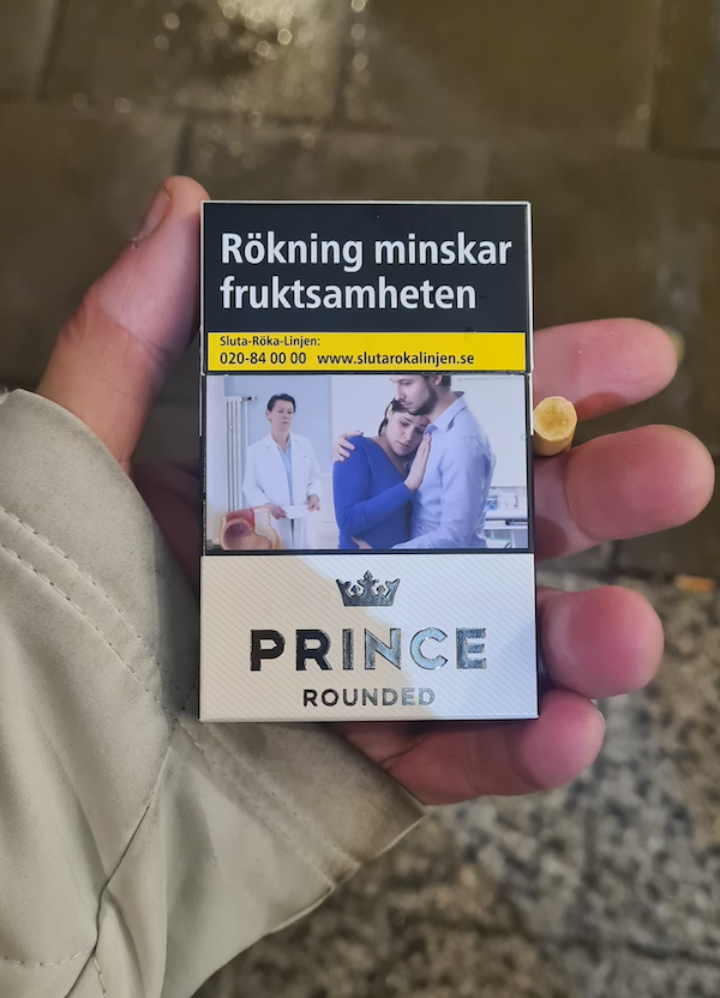 Rökning minskar
fruktsamheten
Sluta-Röka-Linjen:
020-84 00 00 www.slutarokalinjen.se
PRINCE
ROUNDED